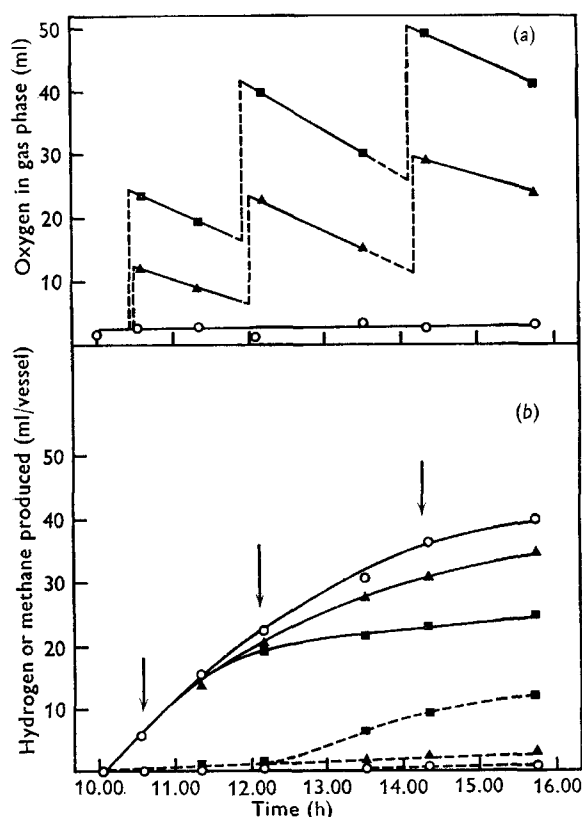 (a)
Oxygen in gas phase (ml)
50
40
30
20
10
(b)
Hydrogen or methane produced (ml/vessel)
50
40
30
20
10
10.00 11.00 12.00 13.00 14.00 15.00 16.00
Time (h)